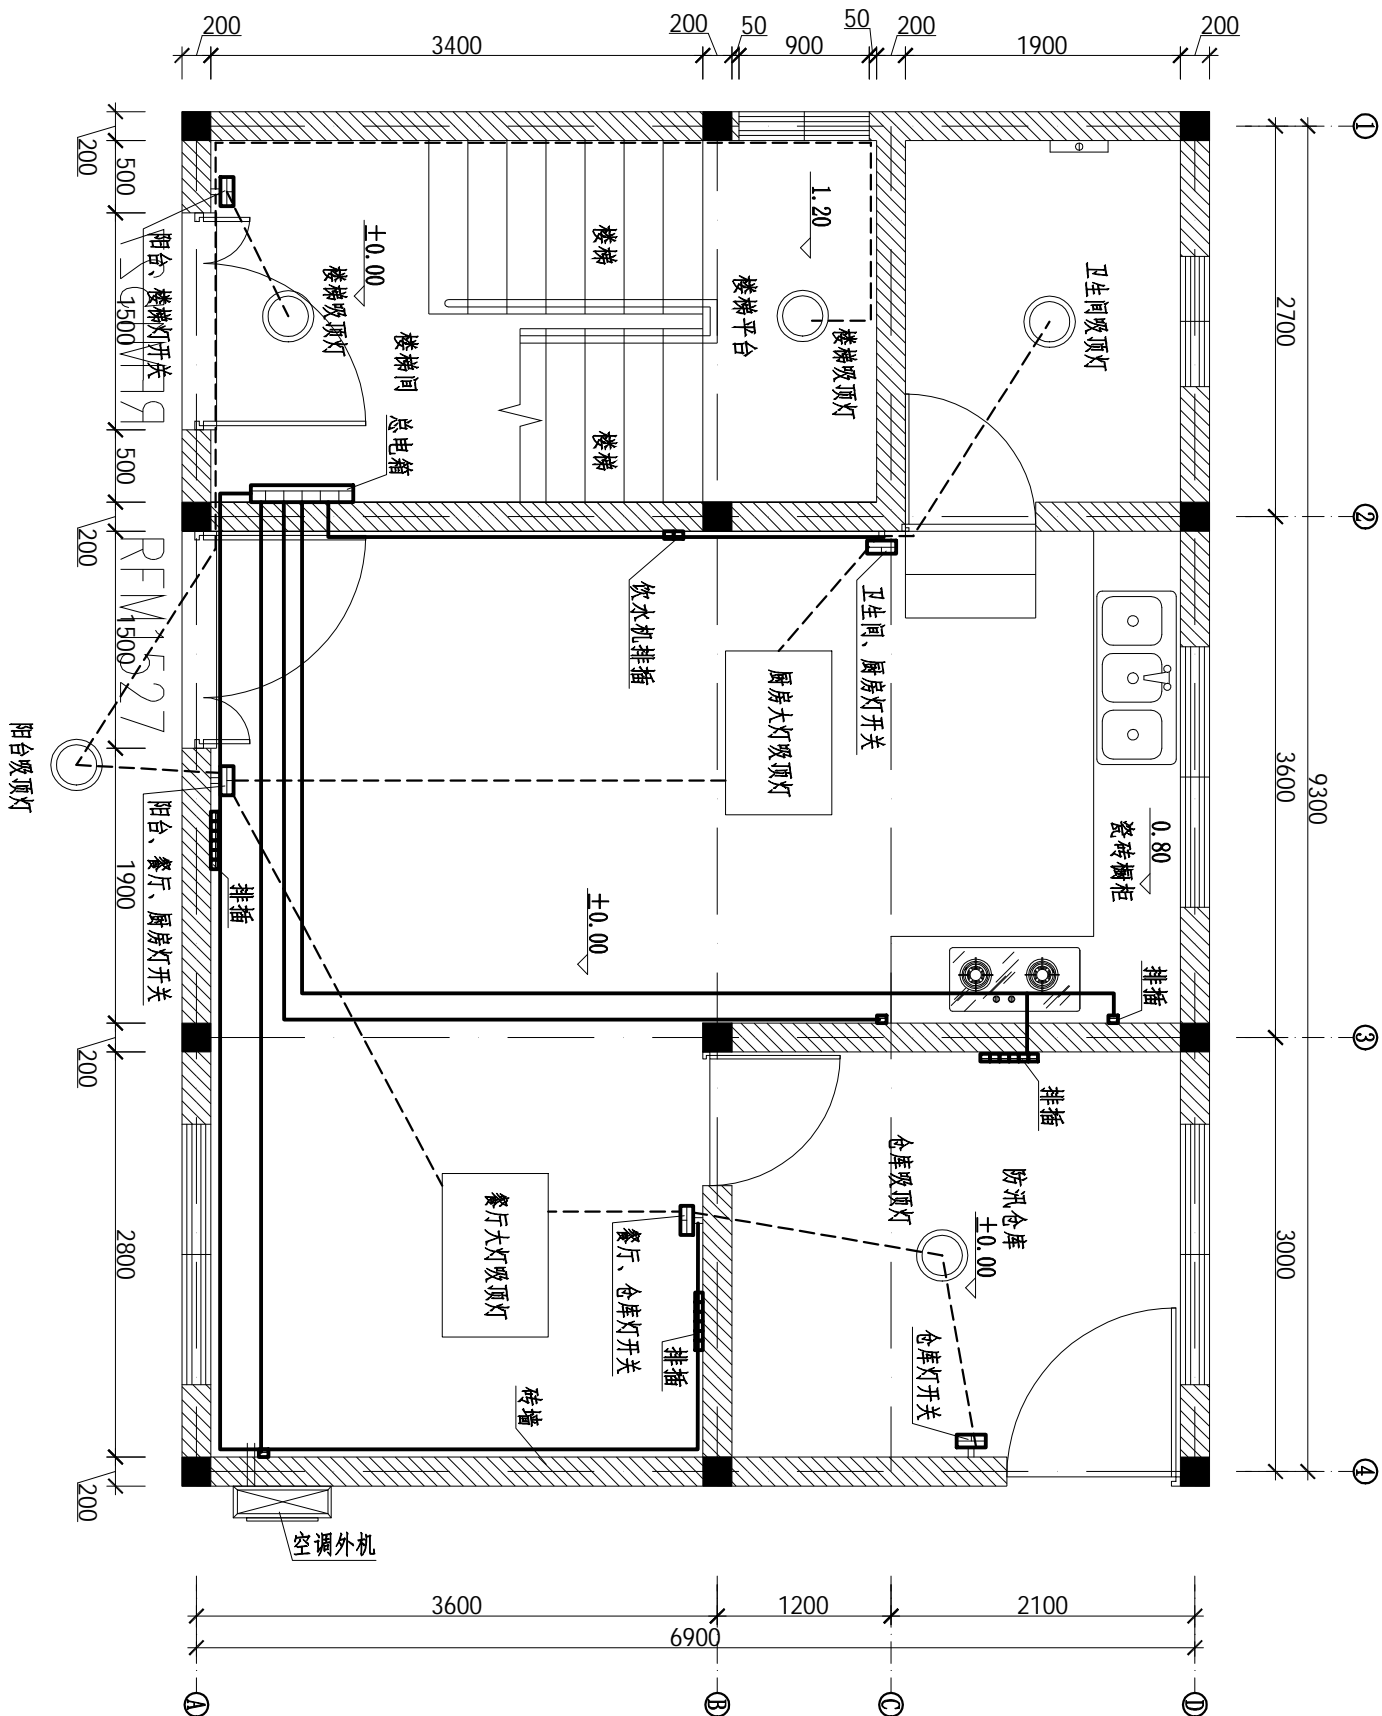 200
3400
200
50
900
50
200
1900
200
①
②
③
④
2700
3600
3000
9300
200
500
1500
500
200
1500
1900
200
2800
200
RFM1527
阳台、楼梯灯开关
±0.00
楼梯吸顶灯
楼梯间
总电箱
楼梯
楼梯
1.20
楼梯平台
楼梯吸顶灯
卫生间吸顶灯
饮水机排插
卫生间、厨房灯开关
厨房大灯吸顶灯
阳台吸顶灯
阳台、餐厅、厨房灯开关
排插
±0.00
0.80
瓷砖橱柜
排插
排插
仓库吸顶灯
防汛仓库
±0.00
餐厅大灯吸顶灯
餐厅、仓库灯开关
排插
仓库灯开关
砖墙
空调外机
3600
1200
2100
6900
Ⓐ
Ⓑ
Ⓒ
Ⓓ